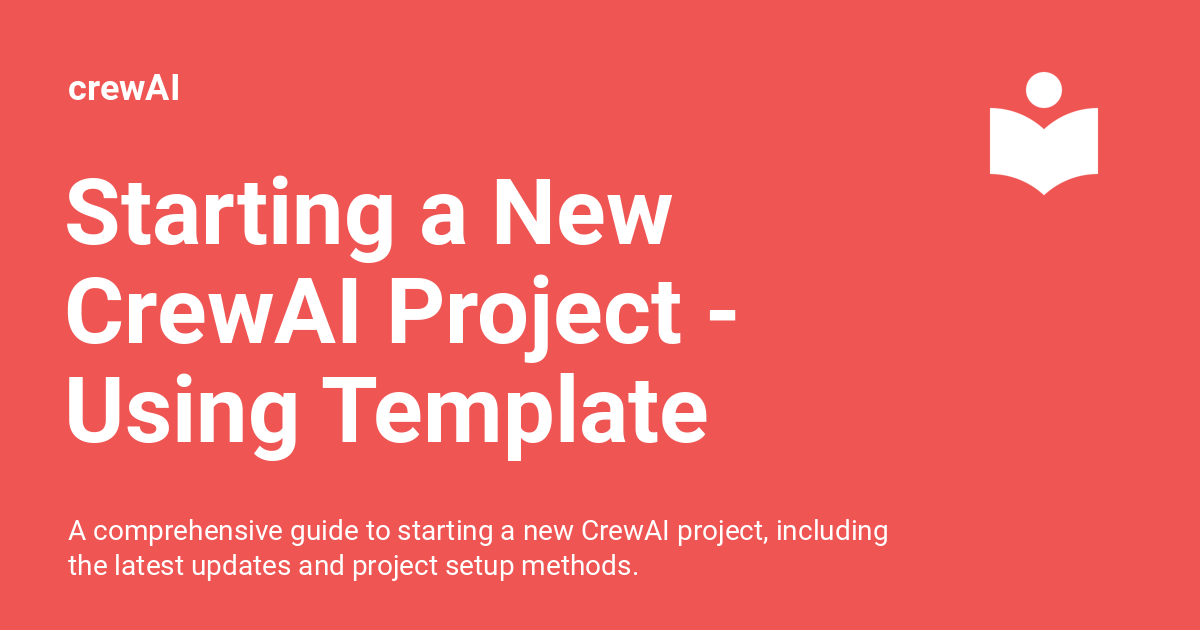 crewAI
Starting a New
CrewAI Project -
Using Template
A comprehensive guide to starting a new CrewAI project, including
the latest updates and project setup methods.